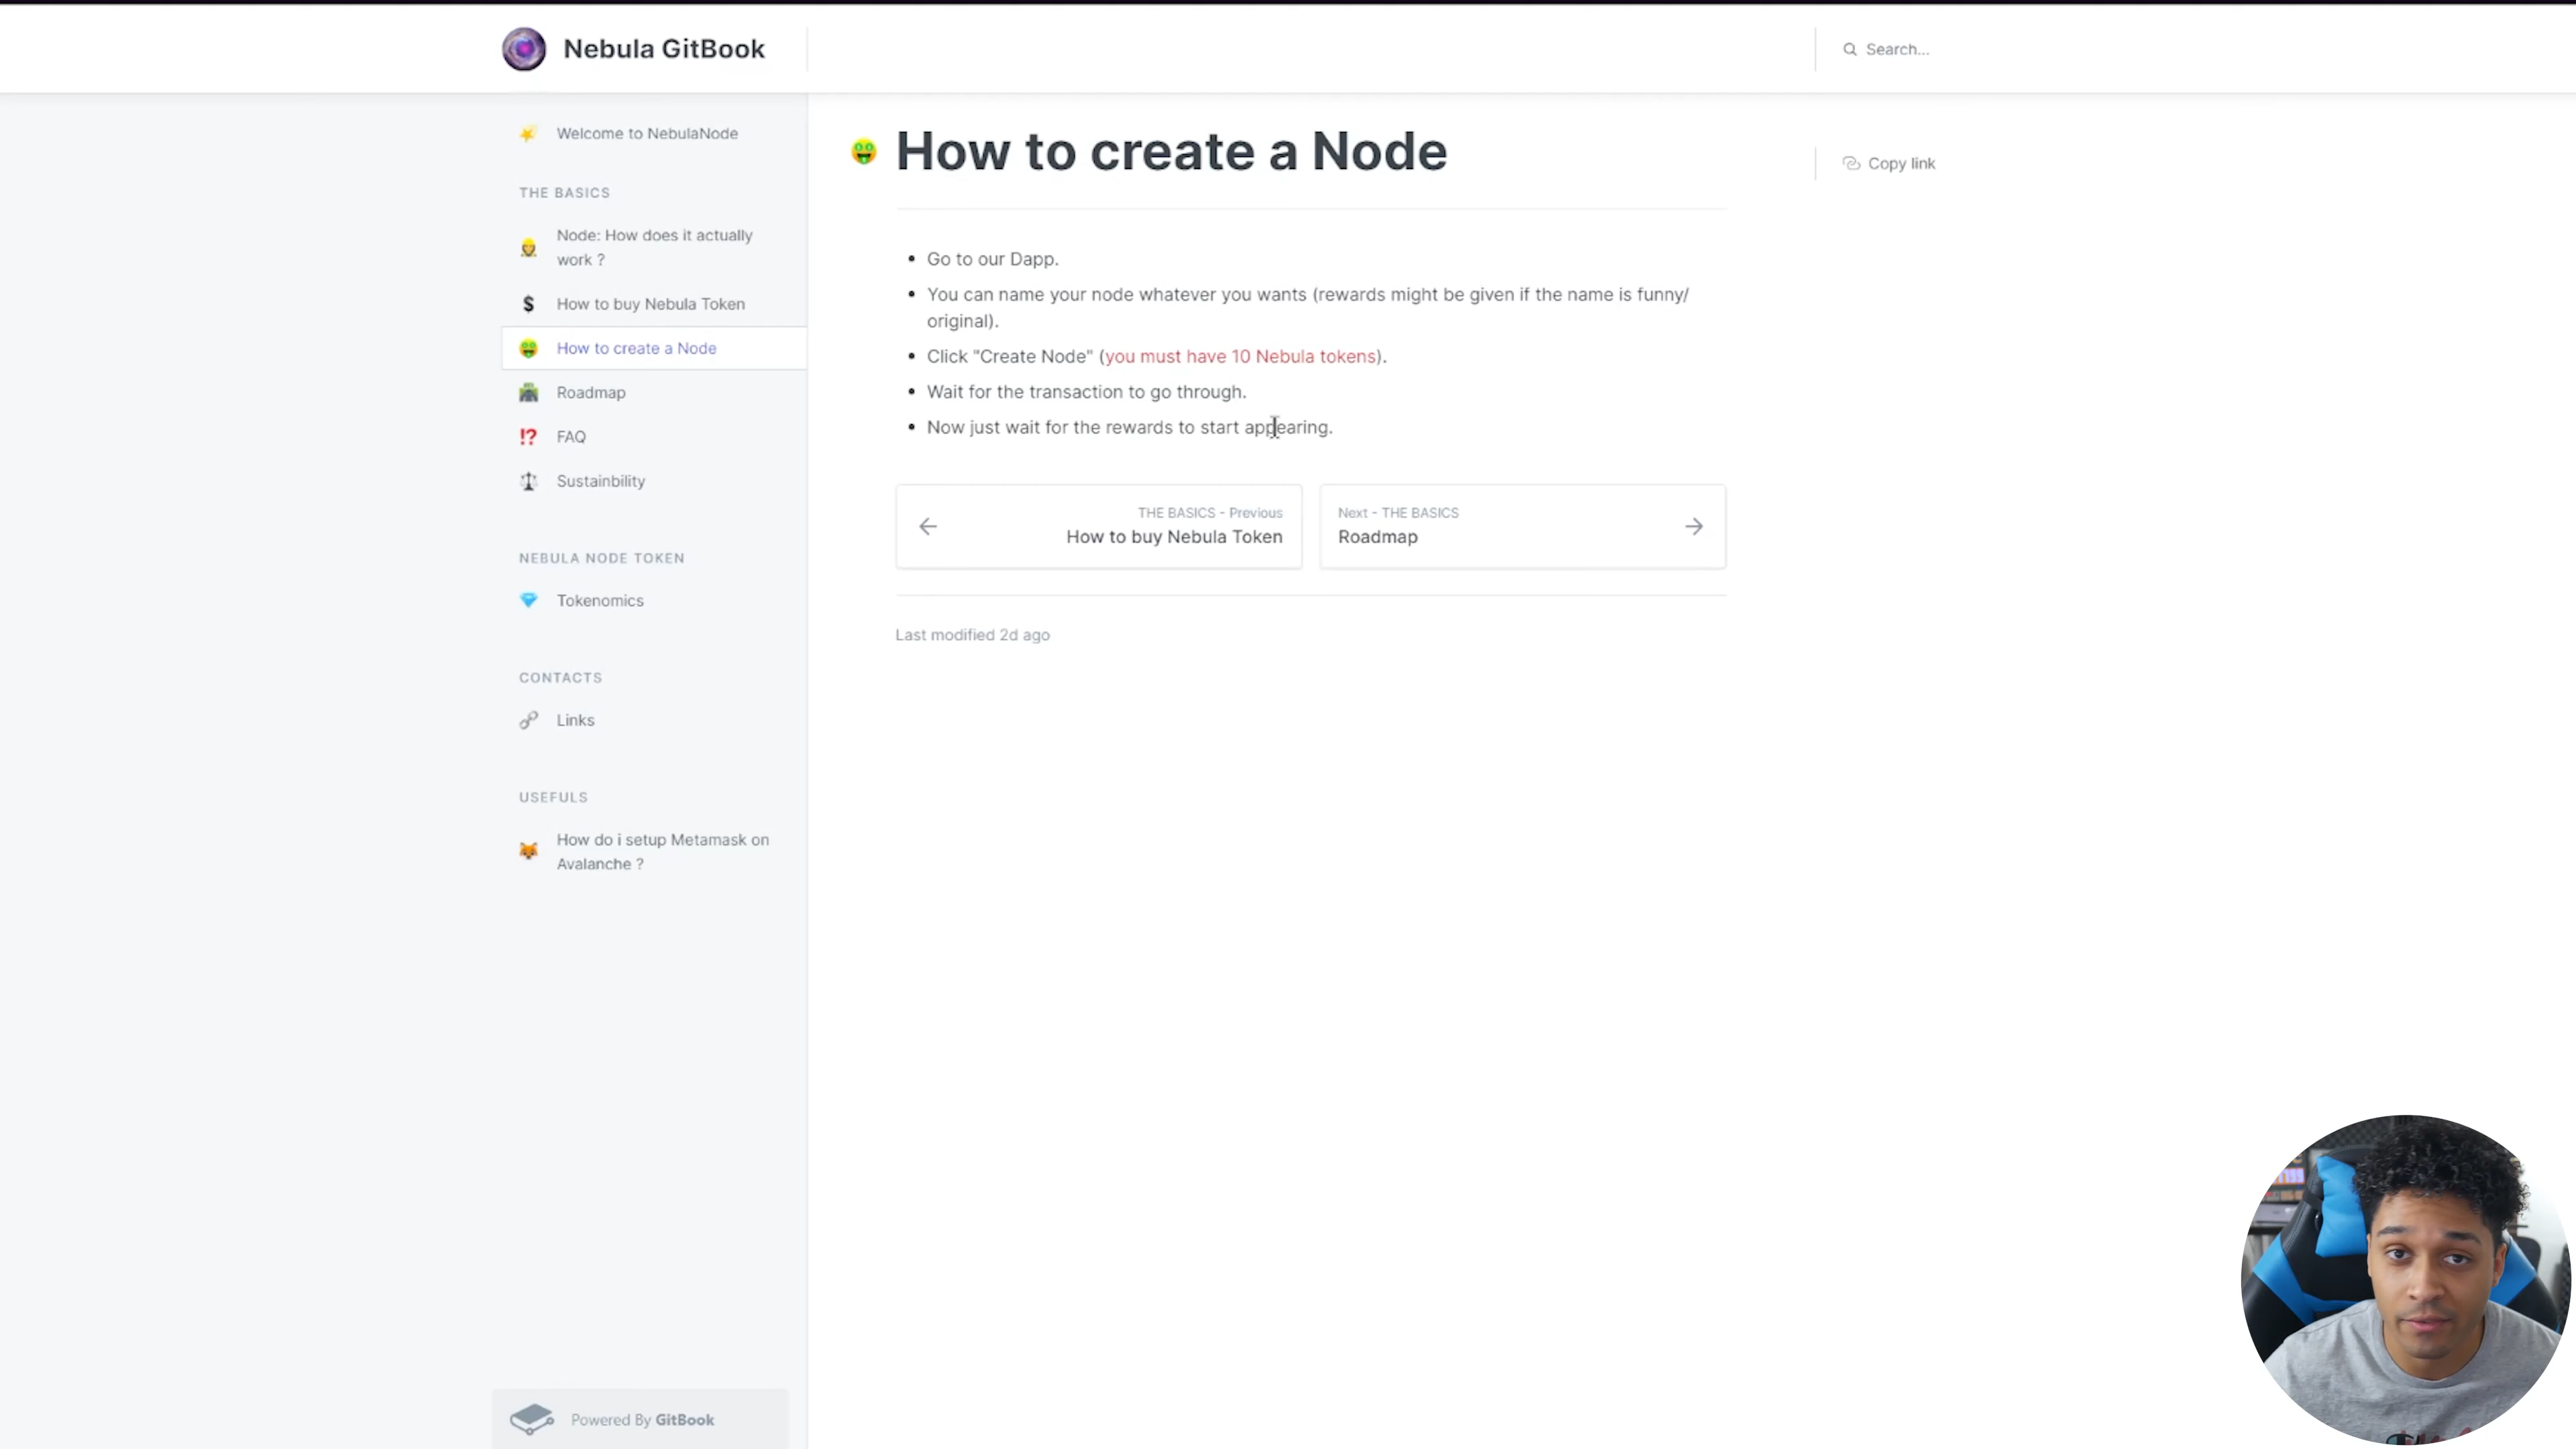 Nebula GitBook
Search...
Welcome to NebulaNode
THE BASICS
Node: How does it actually
work ?
How to buy Nebula Token
How to create a Node
Roadmap
FAQ
Sustainbility
NEBULA NODE TOKEN
Tokenomics
CONTACTS
Links
USEFULS
How do i setup Metamask on
Avalanche ?
Powered By GitBook
How to create a Node
Copy link
Go to our Dapp.
You can name your node whatever you wants (rewards might be given if the name is funny/
original).
Click "Create Node" (you must have 10 Nebula tokens).
Wait for the transaction to go through.
Now just wait for the rewards to start appearing.
THE BASICS - Previous
How to buy Nebula Token
Next - THE BASICS
Roadmap
Last modified 2d ago